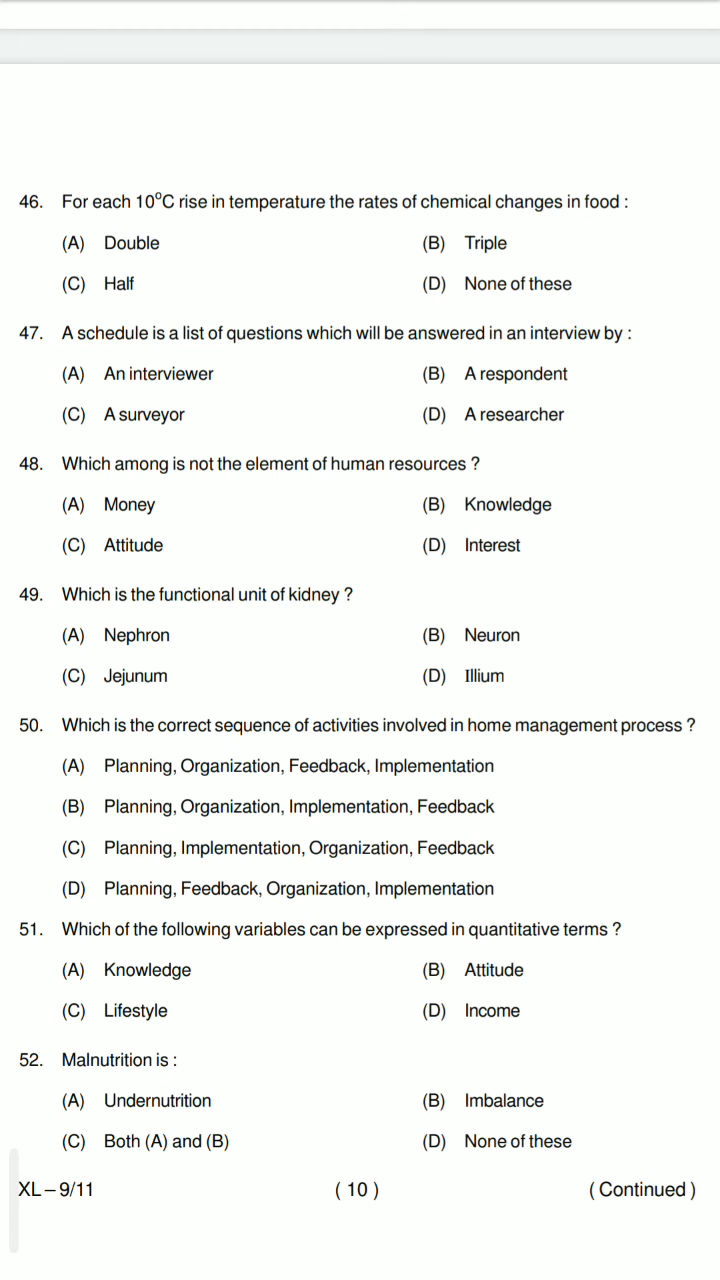 46. For each 10°C rise in temperature the rates of chemical changes in food :
(A) Double (B) Triple
(C) Half (D) None of these
47. A schedule is a list of questions which will be answered in an interview by :
(A) An interviewer (B) A respondent
(C) A surveyor (D) A researcher
48. Which among is not the element of human resources ?
(A) Money (B) Knowledge
(C) Attitude (D) Interest
49. Which is the functional unit of kidney ?
(A) Nephron (B) Neuron
(C) Jejunum (D) Illium
50. Which is the correct sequence of activities involved in home management process ?
(A) Planning, Organization, Feedback, Implementation
(B) Planning, Organization, Implementation, Feedback
(C) Planning, Implementation, Organization, Feedback
(D) Planning, Feedback, Organization, Implementation
51. Which of the following variables can be expressed in quantitative terms ?
(A) Knowledge (B) Attitude
(C) Lifestyle (D) Income
52. Malnutrition is :
(A) Undernutrition (B) Imbalance
(C) Both (A) and (B) (D) None of these
XL – 9/11 ( 10 ) ( Continued )